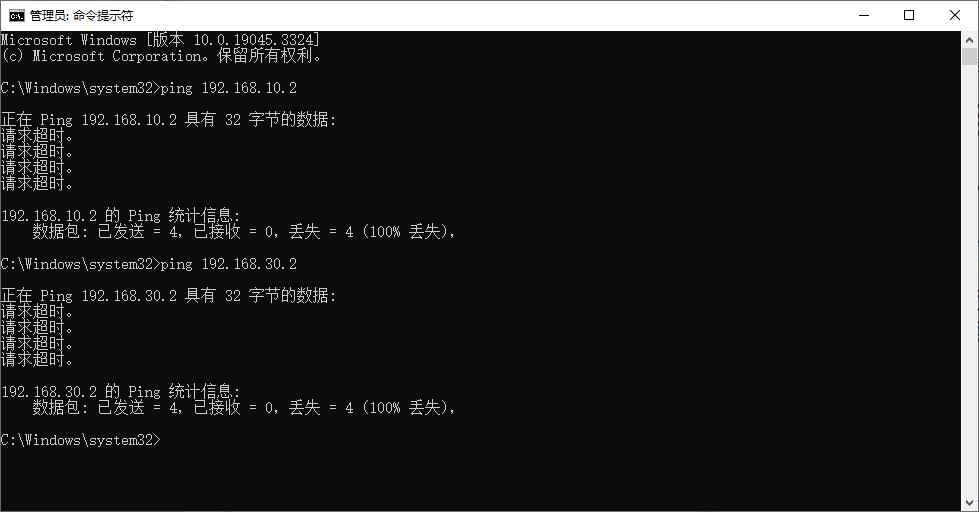 管理员: 命令提示符
Microsoft Windows [版本 10.0.19045.3324]
(c) Microsoft Corporation。保留所有权利。
C:\Windows\system32>ping 192.168.10.2
正在 Ping 192.168.10.2 具有 32 字节的数据:
请求超时。
请求超时。
请求超时。
请求超时。
192.168.10.2 的 Ping 统计信息:
数据包: 已发送 = 4，已接收 = 0，丢失 = 4 (100% 丢失)，
C:\Windows\system32>ping 192.168.30.2
正在 Ping 192.168.30.2 具有 32 字节的数据:
请求超时。
请求超时。
请求超时。
请求超时。
192.168.30.2 的 Ping 统计信息:
数据包: 已发送 = 4，已接收 = 0，丢失 = 4 (100% 丢失)，
C:\Windows\system32>